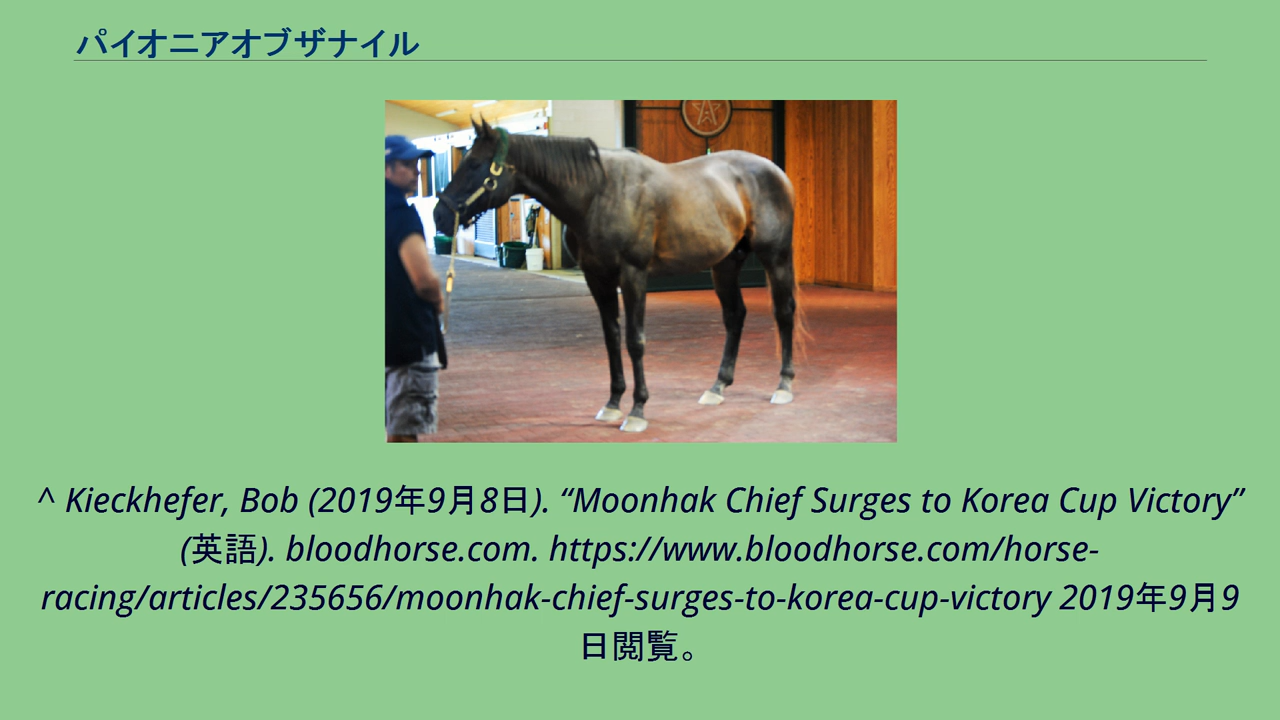 パイオニアオブザナイル
^ Kieckhefer, Bob (2019年9月8日). “Moonhak Chief Surges to Korea Cup Victory”
(英語). bloodhorse.com. https://www.bloodhorse.com/horse-
racing/articles/235656/moonhak-chief-surges-to-korea-cup-victory 2019年9月9
日閲覧。